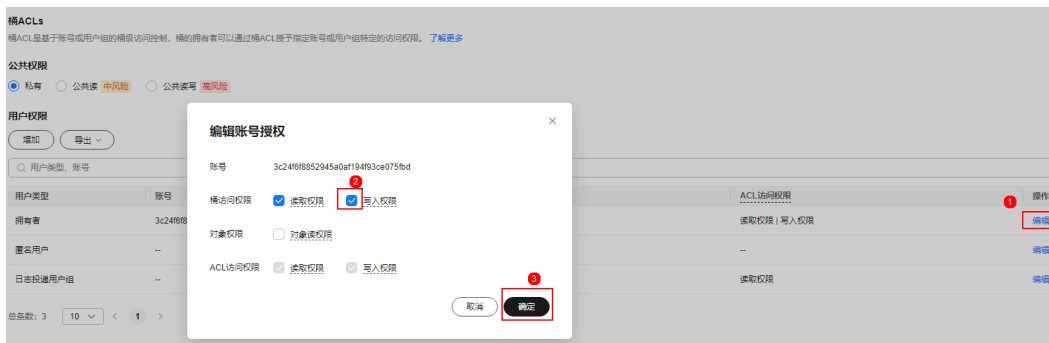 桶ACLs
桶ACL是基于账号或用户组的桶级访问控制，桶的拥有者可以通过桶ACL授予指定账号或用户组特定的访问权限。 了解更多
公共权限
私有 公共读 中风险 公共读写 高风险
用户权限
增加 导出
用户类型、账号
用户类型 账号 ACL访问权限 操作
拥有者 3c24f6f8 读取权限 | 写入权限 1 编辑
匿名用户 -- -- 编辑
日志投递用户组 -- 读取权限 编辑
总条数: 3 10 < 1 >
编辑账号授权 ×
账号 3c24f6f8852945a0af194f93ce075fbd
2
桶访问权限 读取权限 写入权限
对象权限 对象读权限
ACL访问权限 读取权限 写入权限
3
取消 确定